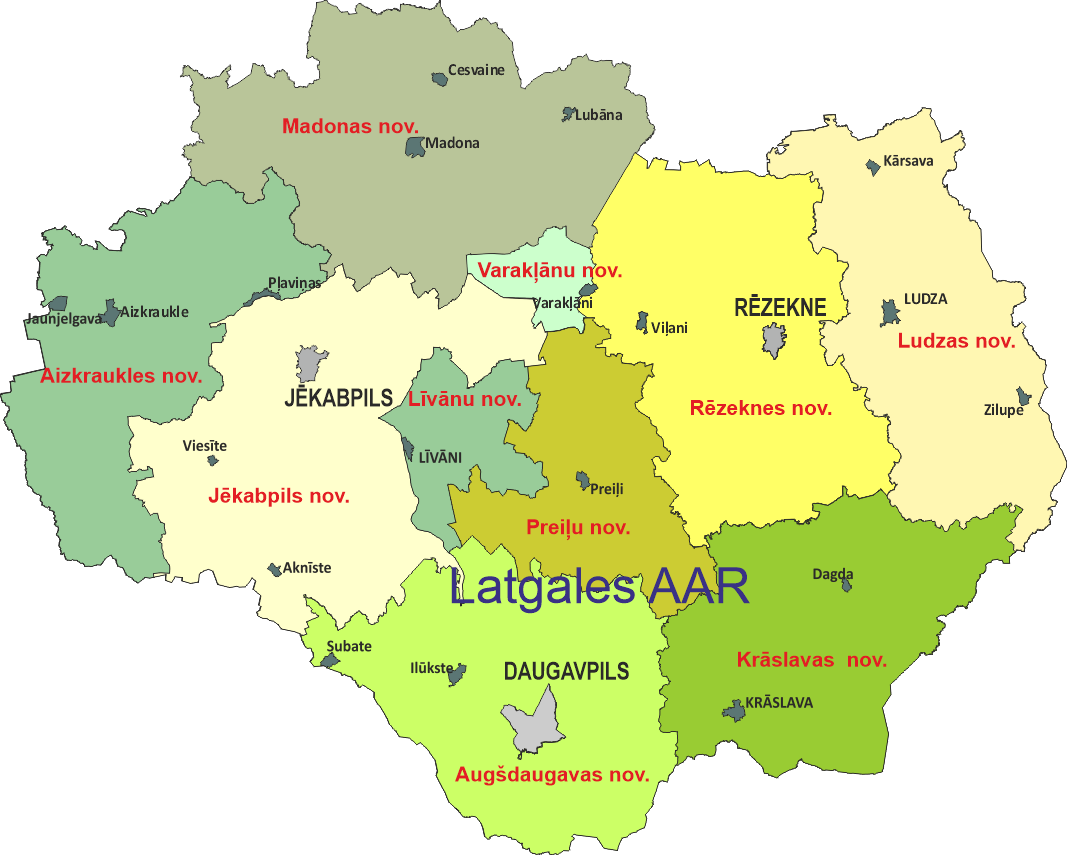 Cesvaine
Lubāna
Madonas nov.
Madona
Kārsava
Varakļānu nov.
Pļaviņas
Varakļāni
Jaunjelgava
Aizkraukle
RĒZEKNE
LUDZA
Viļani
Ludzas nov.
Aizkraukles nov.
JĒKABPILS
Līvānu nov.
Rēzeknes nov.
Zilupe
Viesīte
LĪVĀNI
Preiļi
Jēkabpils nov.
Preiļu nov.
Aknīste
Latgales AAR
Dagda
Subate
Ilūkste
DAUGAVPILS
Krāslavas nov.
KRĀSLAVA
Augšdaugavas nov.